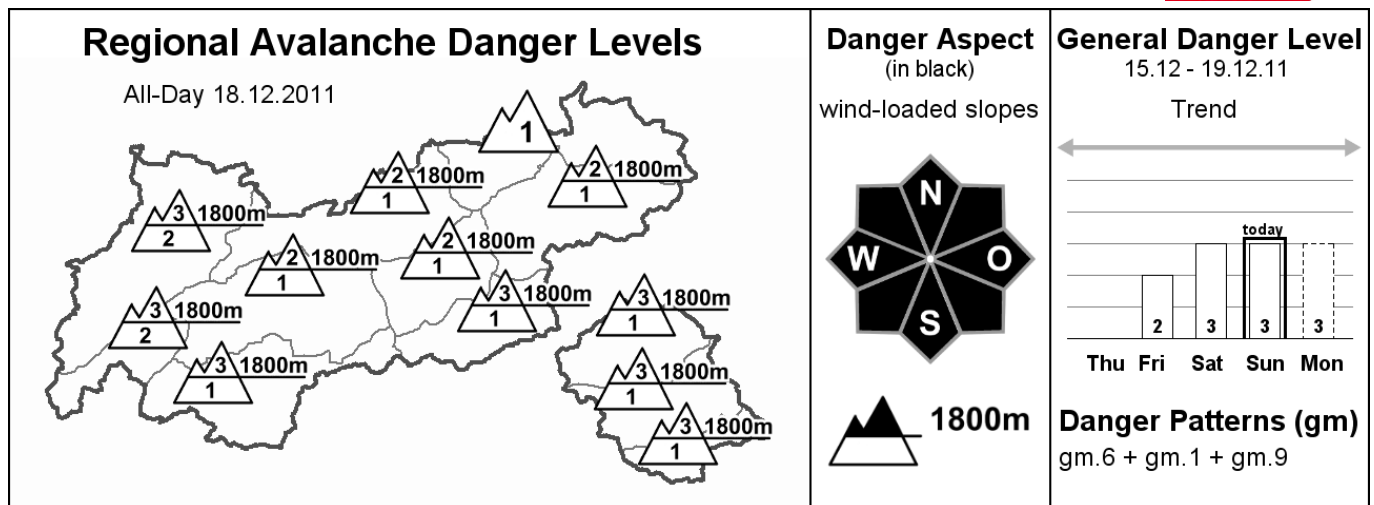 Regional Avalanche Danger Levels
All-Day 18.12.2011
1
2 1800m
1
2 1800m
1
3 1800m
2
2 1800m
1
2 1800m
1
3 1800m
1
3 1800m
1
3 1800m
2
3 1800m
1
3 1800m
1
3 1800m
1
Danger Aspect
(in black)
wind-loaded slopes
N
W O
S
1800m
General Danger Level
15.12 - 19.12.11
Trend
today
2 3 3 3
Thu Fri Sat Sun Mon
Danger Patterns (gm)
gm.6 + gm.1 + gm.9